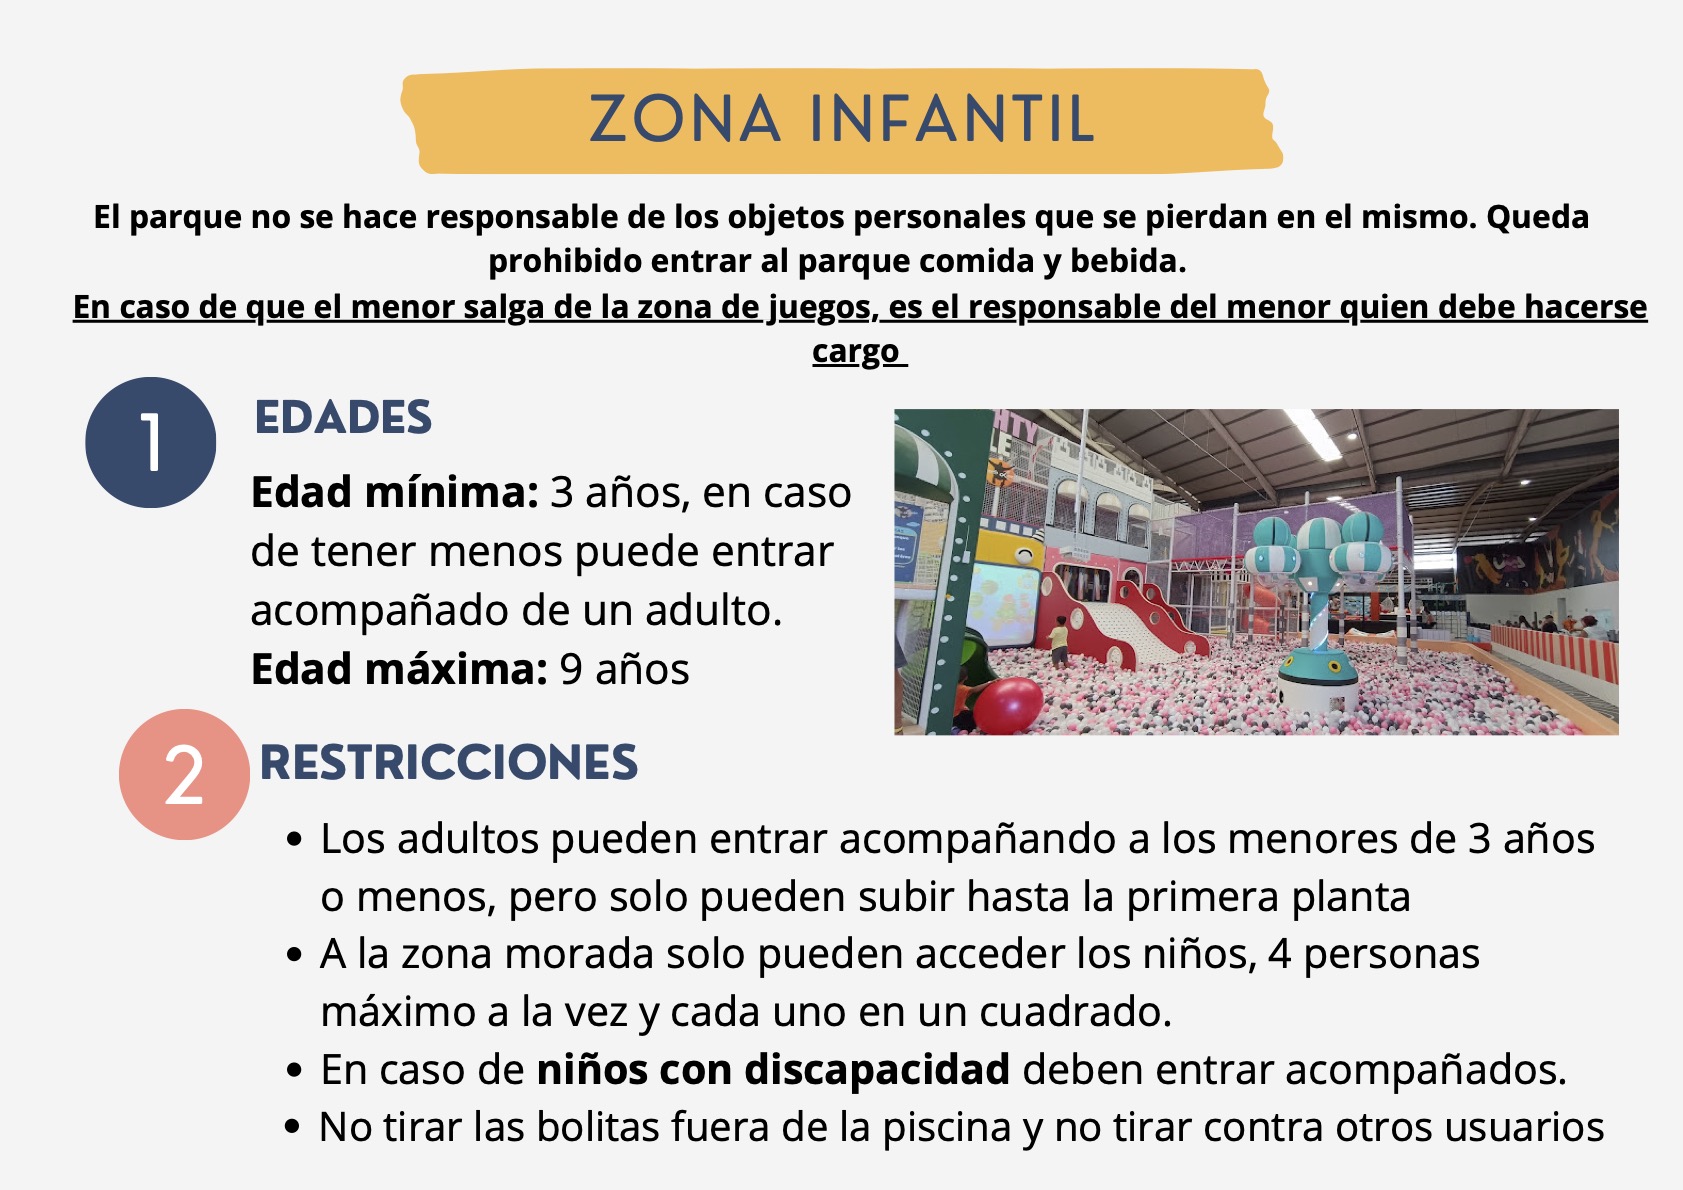 ZONA INFANTIL
El parque no se hace responsable de los objetos personales que se pierdan en el mismo. Queda
prohibido entrar al parque comida y bebida.
En caso de que el menor salga de la zona de juegos, es el responsable del menor quien debe hacerse
cargo
1
EDADES
Edad mínima: 3 años, en caso
de tener menos puede entrar
acompañado de un adulto.
Edad máxima: 9 años
HTY
LE
2
RESTRICCIONES
• Los adultos pueden entrar acompañando a los menores de 3 años
o menos, pero solo pueden subir hasta la primera planta
• A la zona morada solo pueden acceder los niños, 4 personas
máximo a la vez y cada uno en un cuadrado.
• En caso de niños con discapacidad deben entrar acompañados.
• No tirar las bolitas fuera de la piscina y no tirar contra otros usuarios